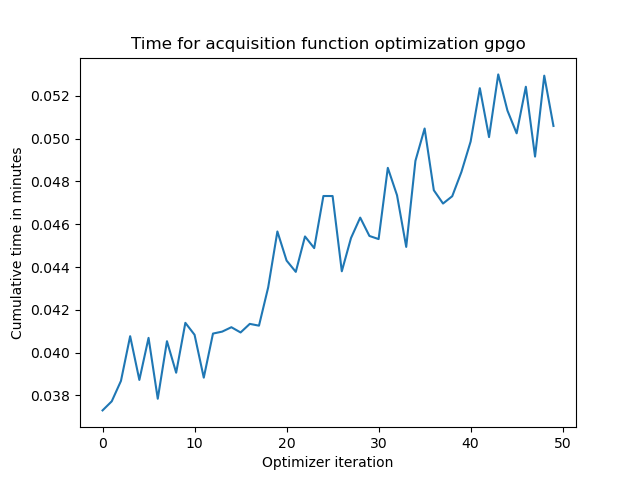 Time for acquisition function optimization gpgo
Cumulative time in minutes
0.052
0.050
0.048
0.046
0.044
0.042
0.040
0.038
0 10 20 30 40 50
Optimizer iteration